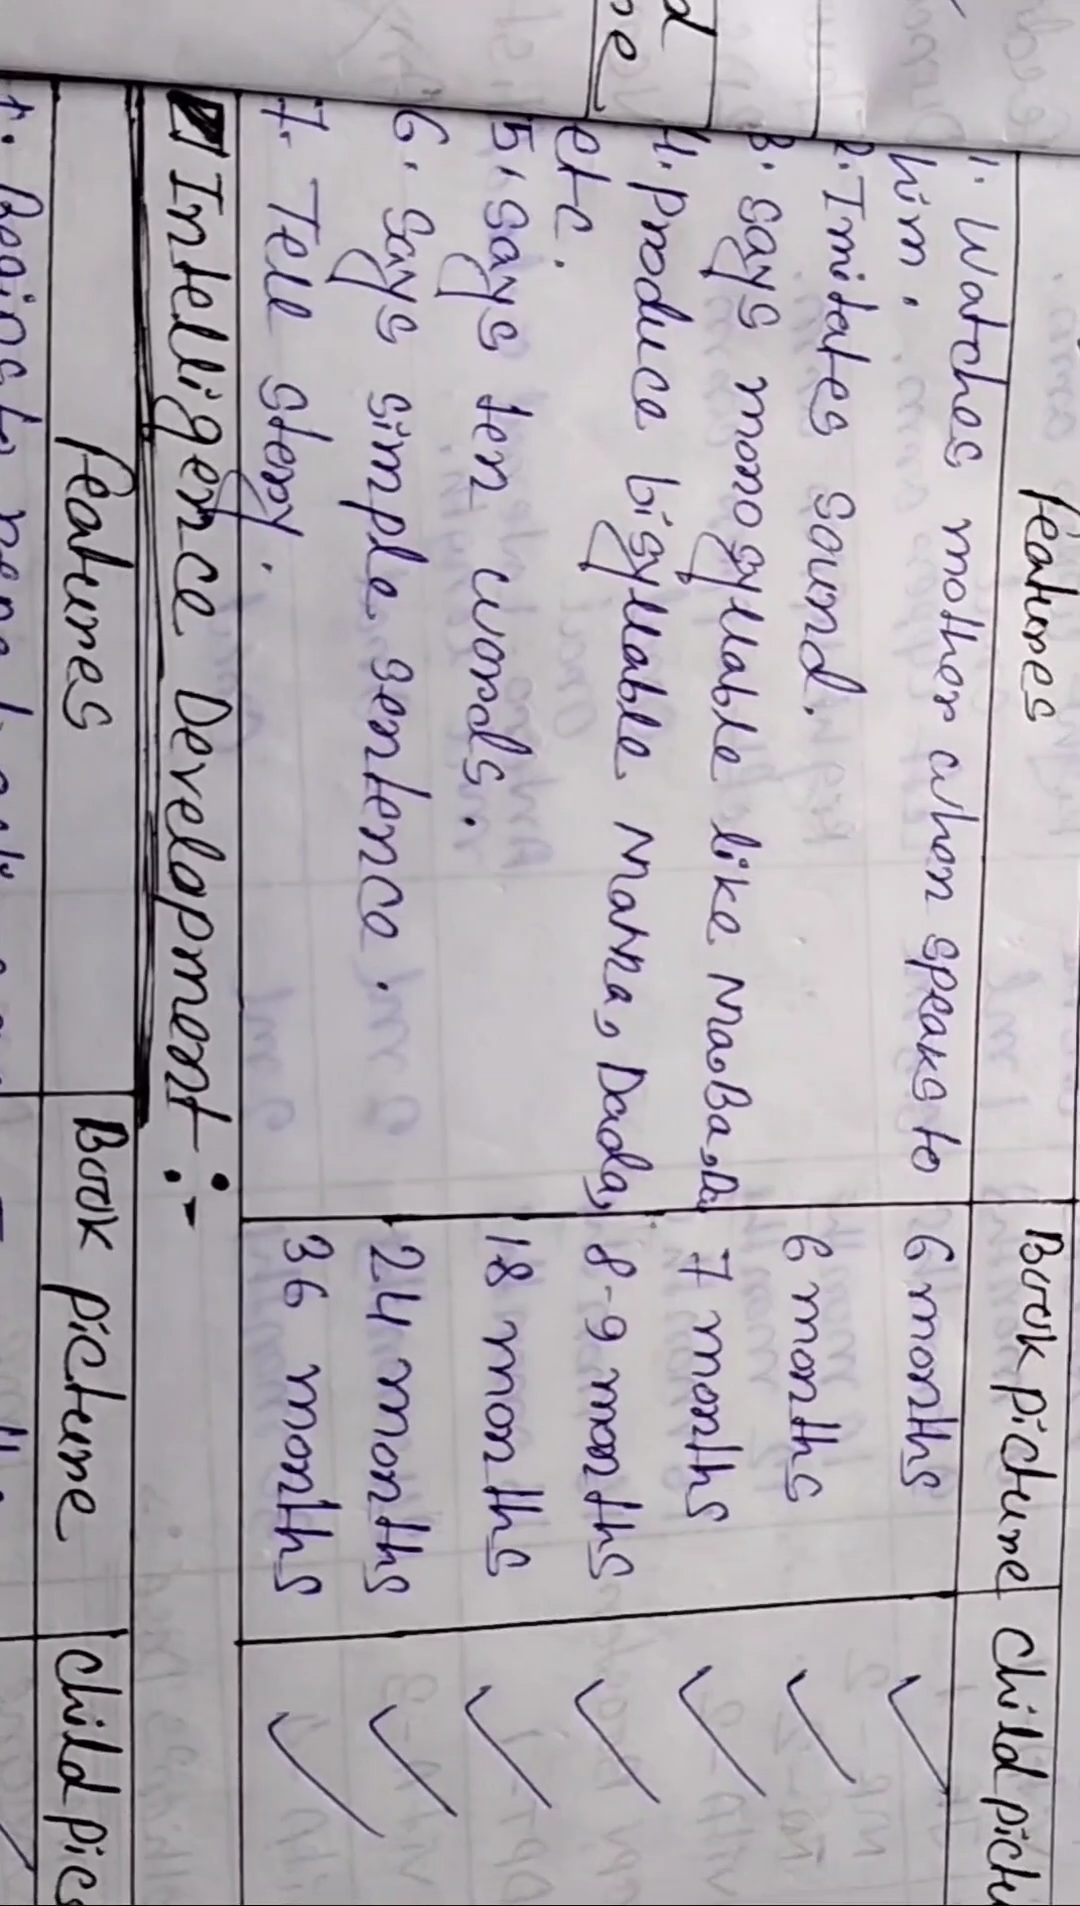 Features Book picture child pictu
1. Watches mother when speaks to 6 months
him.
2. Imitates sound. 6 months
3. says monosyllable like Ma, Ba, Da 7 months
4. produce bisyllable Mama, Dada, 8-9 months
etc.
5. says ten words. 18 months
6. says simple sentence. 24 months
7. Tell story. 36 months
Intelligence Development :-
Features Book picture child pic